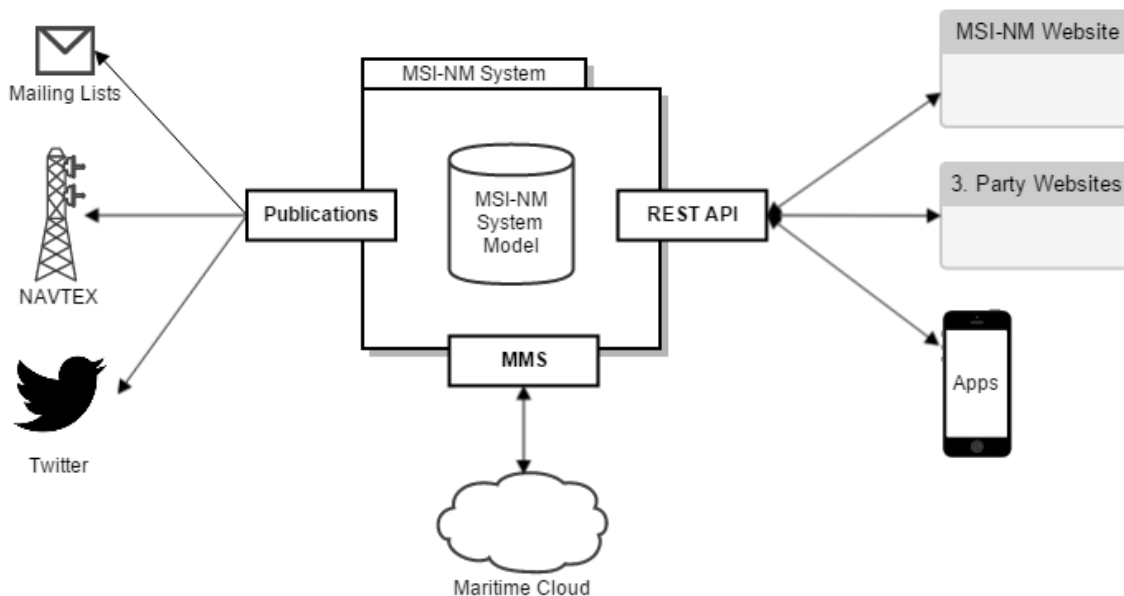 MSI-NM Website
MSI-NM System
Mailing Lists
3. Party Websites
Publications
MSI-NM
System
Model
REST API
NAVTEX
MMS
Apps
Twitter
Maritime Cloud